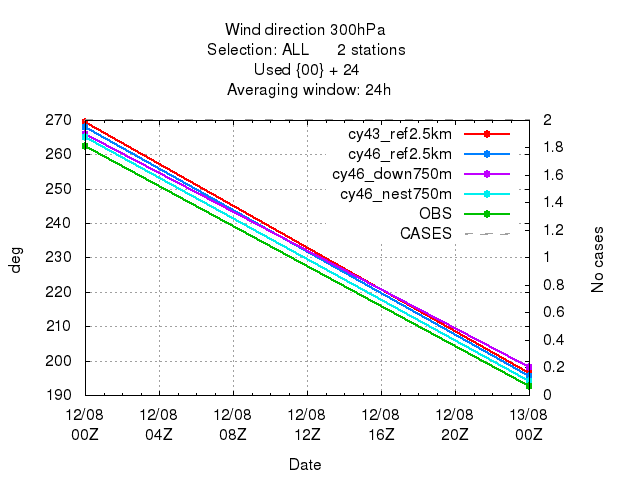 Wind direction 300hPa
Selection: ALL 2 stations
Used {00} + 24
Averaging window: 24h
270
260
250
240
230
220
210
200
190
deg
2
1.8
1.6
1.4
1.2
1
0.8
0.6
0.4
0.2
0
No cases
cy43_ref2.5km
cy46_ref2.5km
cy46_down750m
cy46_nest750m
OBS
CASES
12/08 12/08 12/08 12/08 12/08 12/08 13/08
00Z 04Z 08Z 12Z 16Z 20Z 00Z
Date